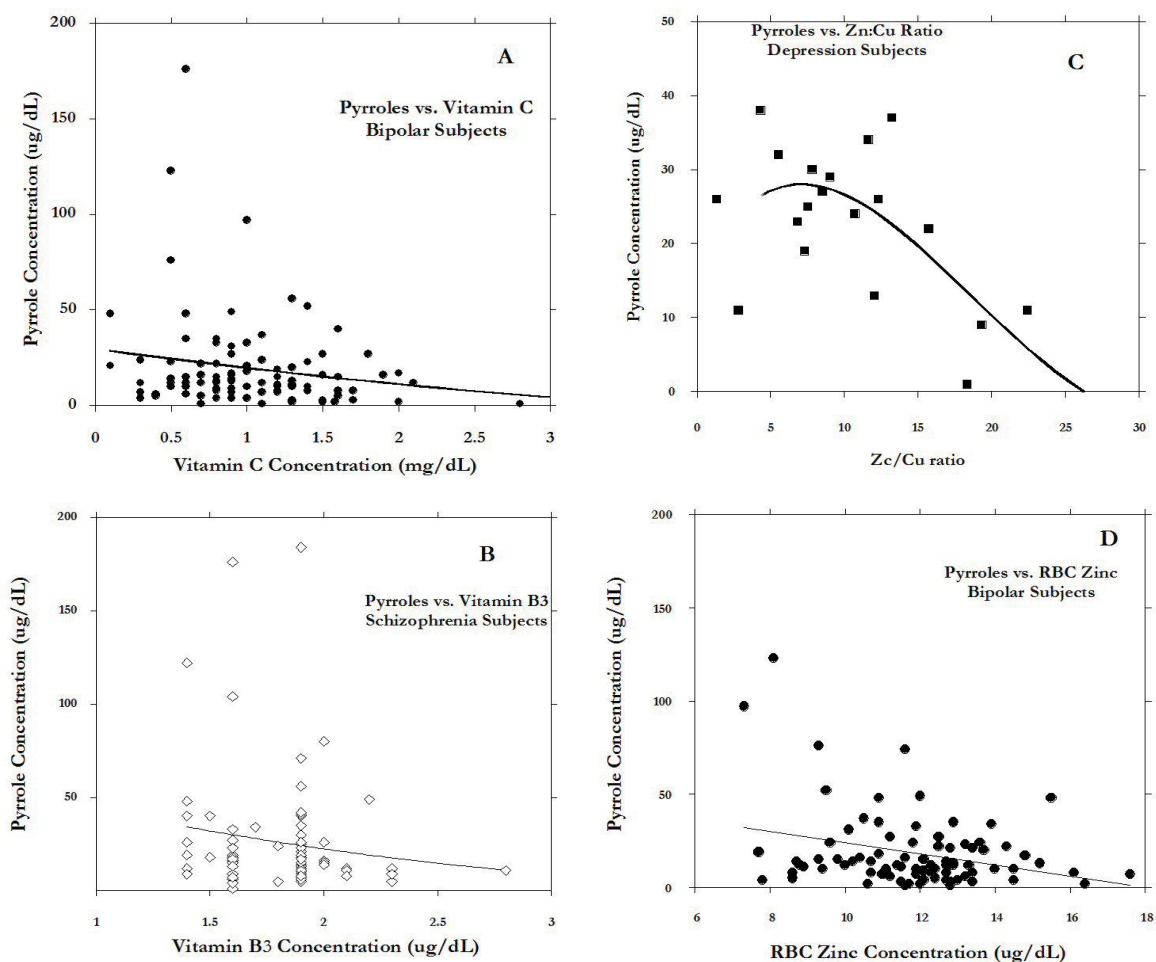 A
Pyrroles vs. Vitamin C
Bipolar Subjects
Pyrrole Concentration (ug/dL)
200
150
100
50
0
0 0.5 1 1.5 2 2.5 3
Vitamin C Concentration (mg/dL)
Pyrroles vs. Zn:Cu Ratio
Depression Subjects
C
Pyrrole Concentration (ug/dL)
50
40
30
20
10
0
0 5 10 15 20 25 30
Zc/Cu ratio
B
Pyrroles vs. Vitamin B3
Schizophrenia Subjects
Pyrrole Concentration (ug/dL)
200
150
100
50
1 1.5 2 2.5 3
Vitamin B3 Concentration (ug/dL)
D
Pyrroles vs. RBC Zinc
Bipolar Subjects
Pyrrole Concentration (ug/dL)
200
150
100
50
0
6 8 10 12 14 16 18
RBC Zinc Concentration (ug/dL)